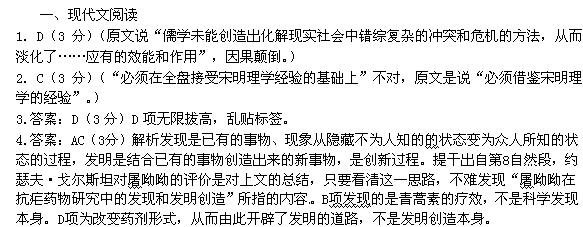 一、现代文阅读
1. D（3 分）（原文说“儒学未能创造出化解现实社会中错综复杂的冲突和危机的方法，从而
淡化了……应有的效能和作用”，因果颠倒。）
2. C（3 分）（“必须在全盘接受宋明理学经验的基础上”不对，原文是说“必须借鉴宋明理
学的经验”。）
3.答案：D（3分）D 项无限拔高，乱贴标签。
4.答案：AC（3分）解析发现是已有的事物、现象从隐藏不为人知的的状态变为众人所知的状
态的过程，发明是结合已有的事物创造出来的新事物，是创新过程。提干出自第8自然段，约
瑟夫·戈尔斯坦对屠呦呦的评价是对上文的总结，只要看清这一思路，不难发现“屠呦呦在
抗疟药物研究中的发现和发明创造”所指的内容。B项发现的是青蒿素的疗效，不是科学发现
本身。D项为改变药剂形式，从而由此开辟了发明的道路，不是发明创造本身。